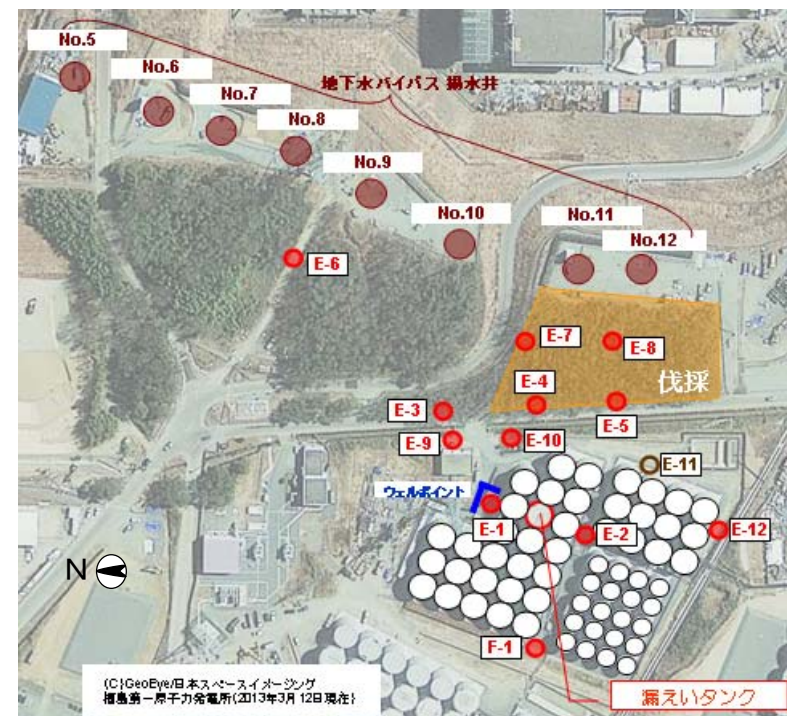 No.5
No.6
No.7
地下水バイパス 揚水井
No.8
No.9
No.10
No.11
No.12
E-6
E-7
E-8
伐採
E-4
E-3
E-5
E-9
E-10
E-11
ウェルポイント
E-1
E-2
E-12
N
F-1
(C)GeoEye/日本スペースイメージング
福島第一原子力発電所(2013年3月12日現在)
漏えいタンク